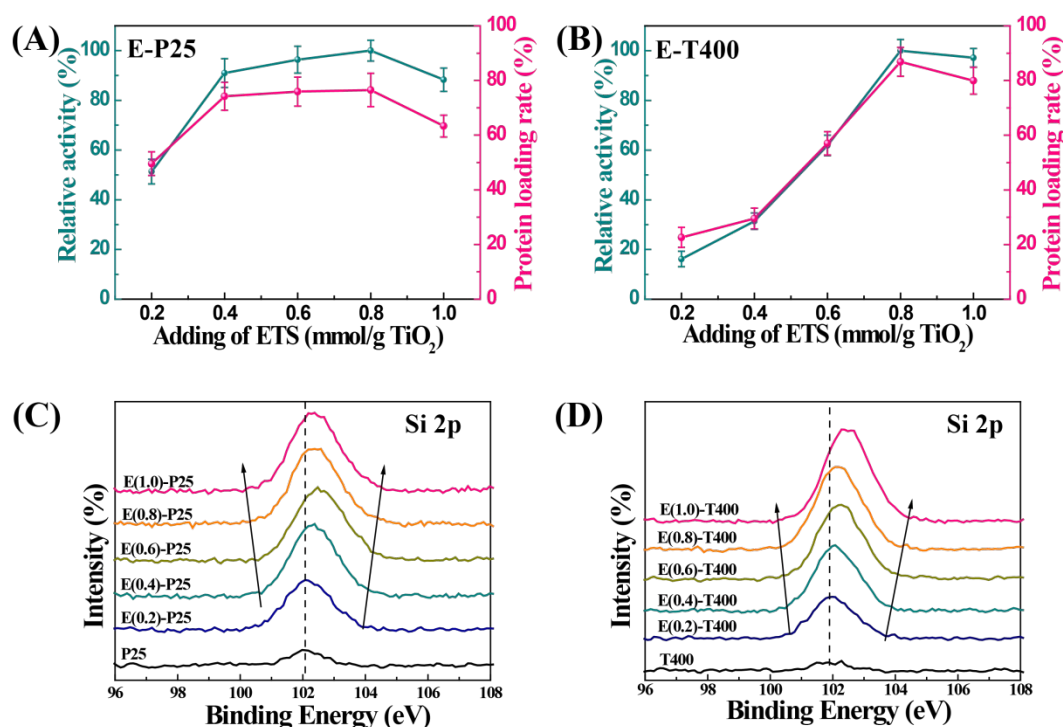 (A)
E-P25
Relative activity (%)
100
80
60
40
20
0
100
80
60
40
20
0
Protein loading rate (%)
0.2 0.4 0.6 0.8 1.0
Adding of ETS (mmol/g TiO2)
(B)
E-T400
Relative activity (%)
100
80
60
40
20
0
100
80
60
40
20
0
Protein loading rate (%)
0.2 0.4 0.6 0.8 1.0
Adding of ETS (mmol/g TiO2)
(C)
Si 2p
Intensity (%)
E(1.0)-P25
E(0.8)-P25
E(0.6)-P25
E(0.4)-P25
E(0.2)-P25
P25
96 98 100 102 104 106 108
Binding Energy (eV)
(D)
Si 2p
Intensity (%)
E(1.0)-T400
E(0.8)-T400
E(0.6)-T400
E(0.4)-T400
E(0.2)-T400
T400
96 98 100 102 104 106 108
Binding Energy (eV)